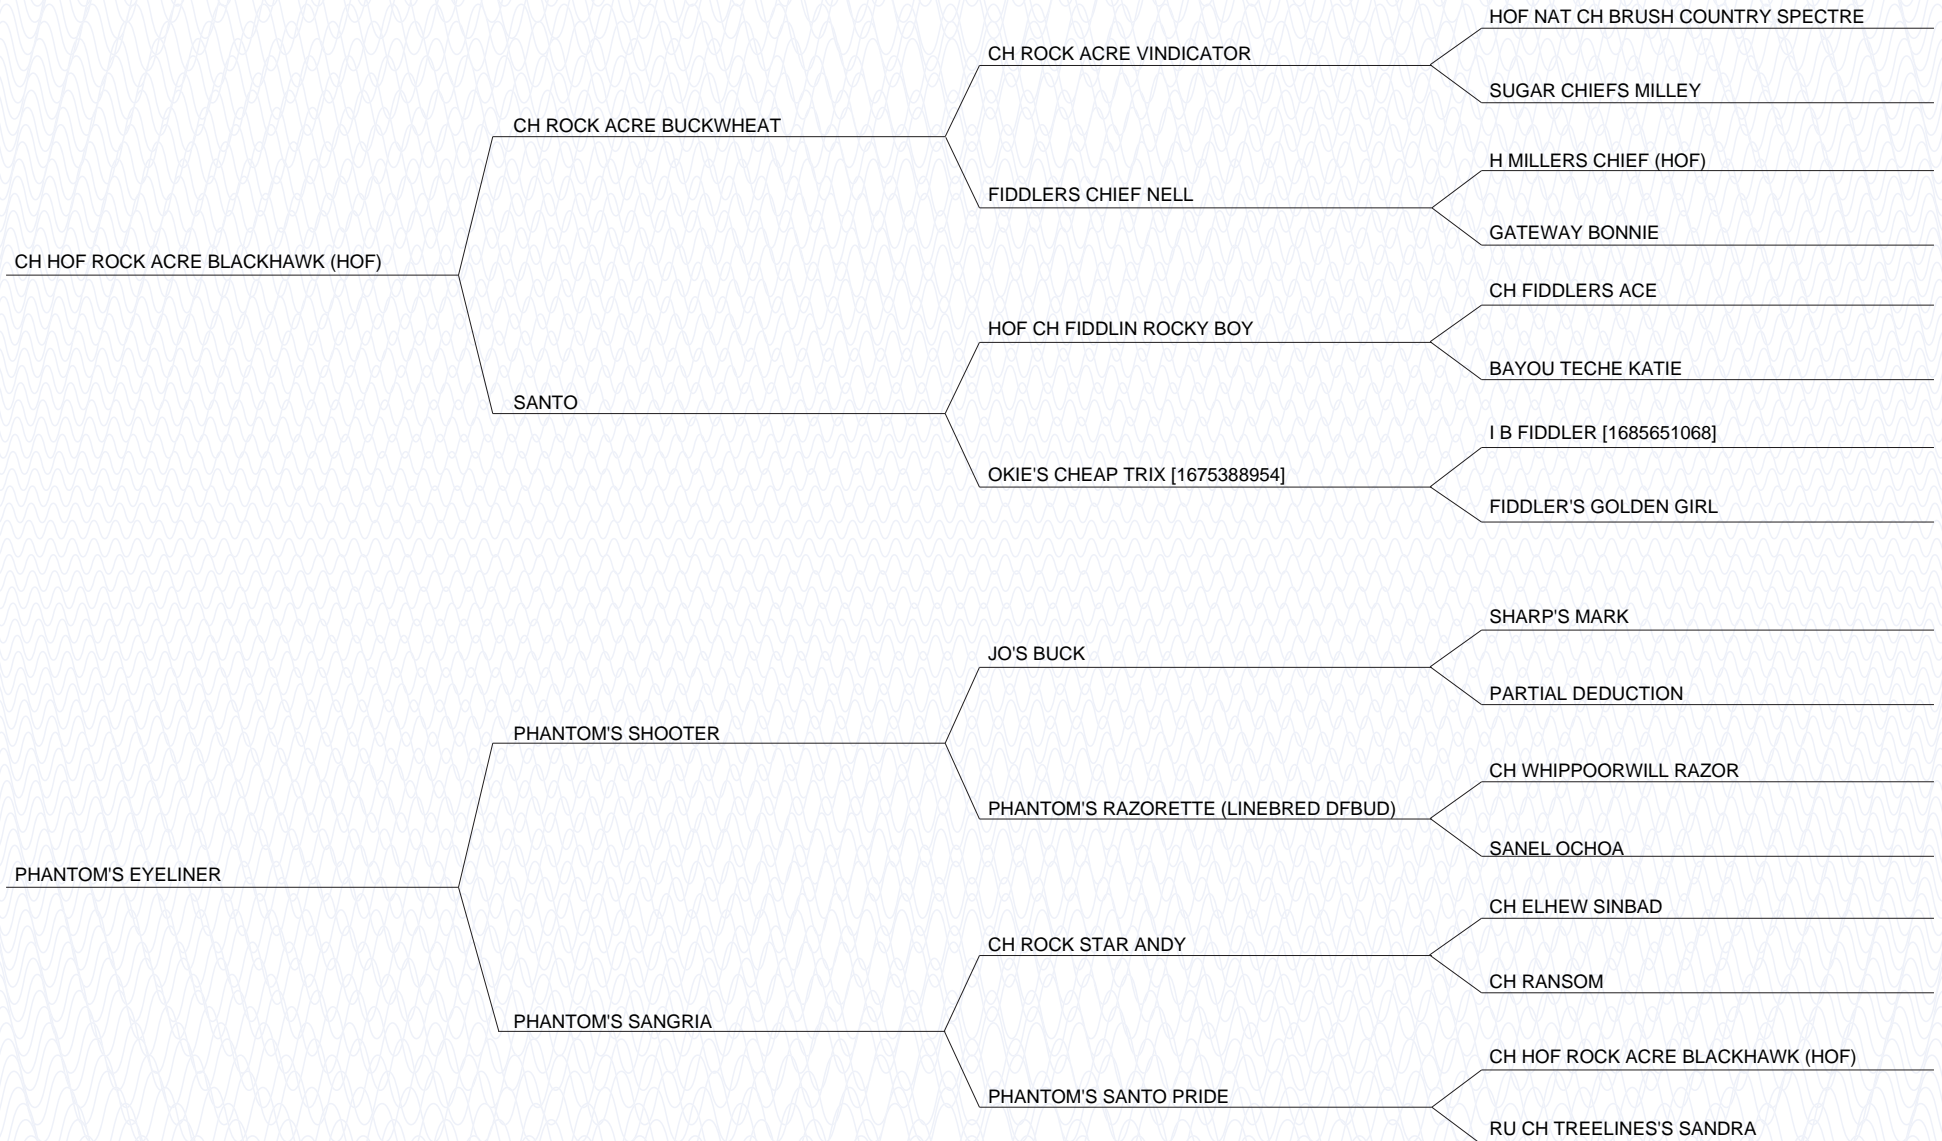 HOF NAT CH BRUSH COUNTRY SPECTRE
CH ROCK ACRE VINDICATOR
SUGAR CHIEFS MILLEY
CH ROCK ACRE BUCKWHEAT
H MILLERS CHIEF (HOF)
FIDDLERS CHIEF NELL
GATEWAY BONNIE
CH HOF ROCK ACRE BLACKHAWK (HOF)
CH FIDDLERS ACE
HOF CH FIDDLIN ROCKY BOY
BAYOU TECHE KATIE
SANTO
I B FIDDLER [1685651068]
OKIE'S CHEAP TRIX [1675388954]
FIDDLER'S GOLDEN GIRL
SHARP'S MARK
JO'S BUCK
PARTIAL DEDUCTION
PHANTOM'S SHOOTER
CH WHIPPOORWILL RAZOR
PHANTOM'S RAZORETTE (LINEBRED DFBUD)
SANEL OCHOA
PHANTOM'S EYELINER
CH ELHEW SINBAD
CH ROCK STAR ANDY
CH RANSOM
PHANTOM'S SANGRIA
CH HOF ROCK ACRE BLACKHAWK (HOF)
PHANTOM'S SANTO PRIDE
RU CH TREELINES'S SANDRA